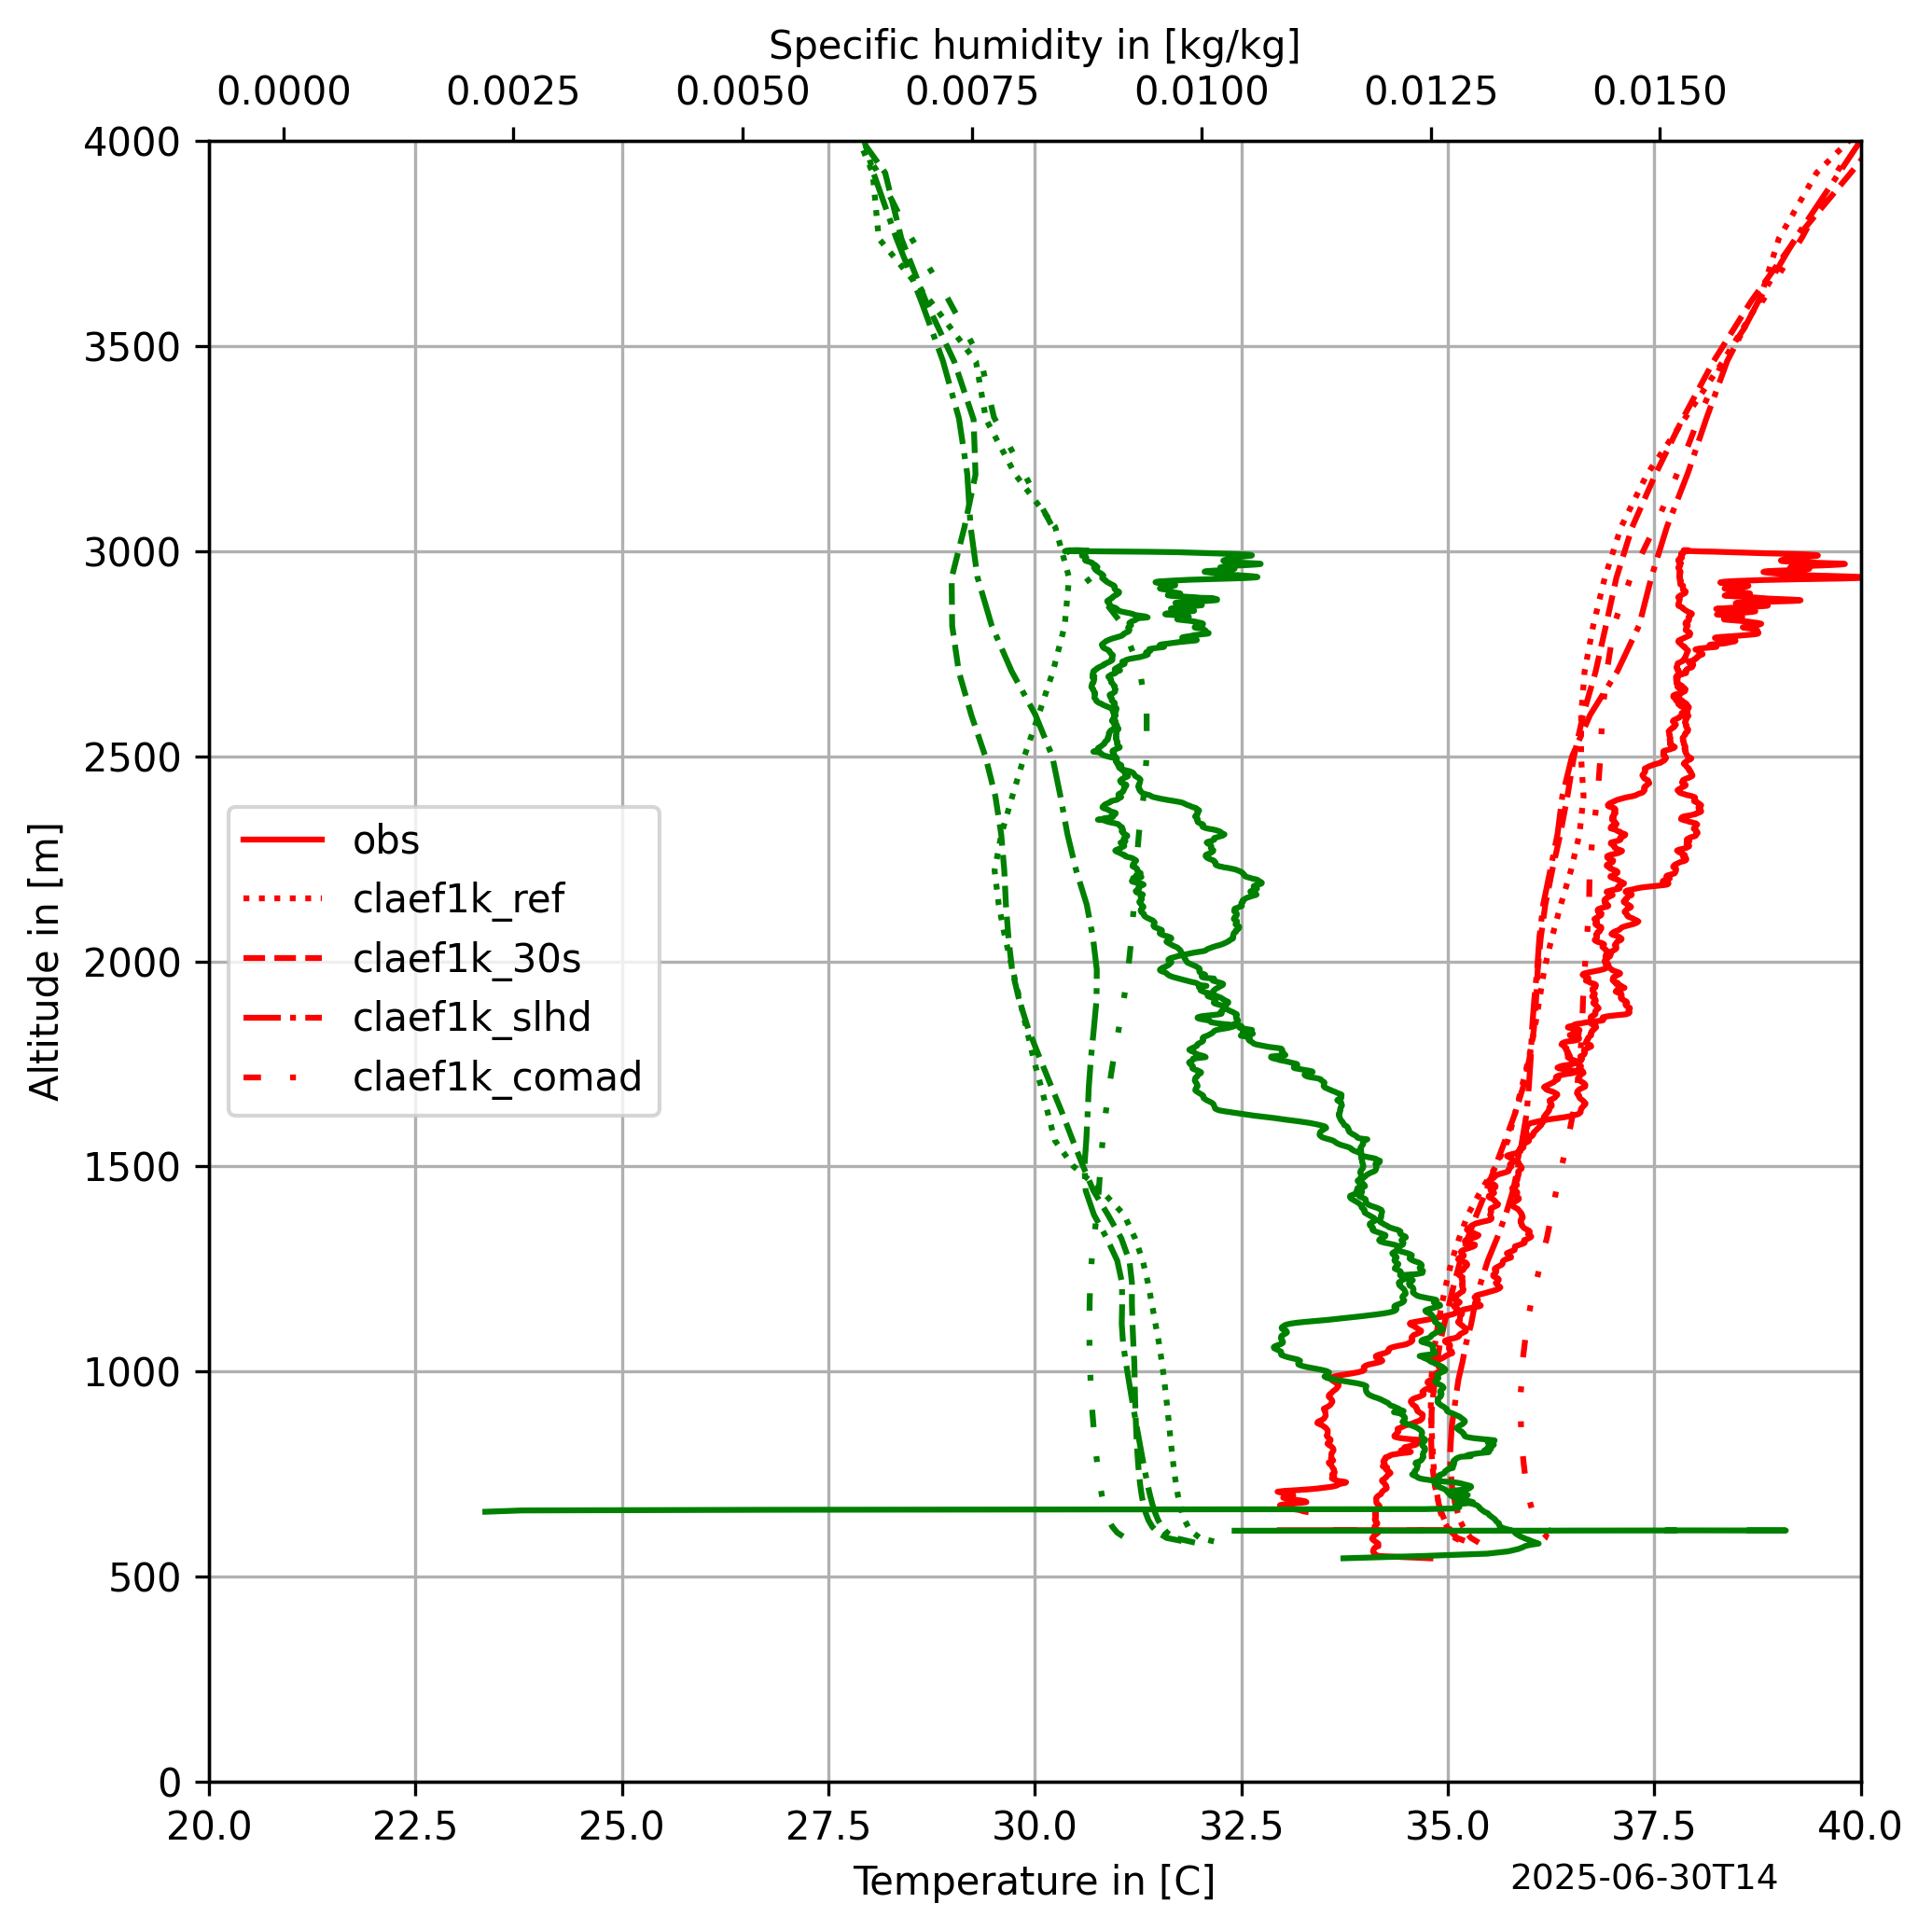 Specific humidity in [kg/kg]
0.0000 0.0025 0.0050 0.0075 0.0100 0.0125 0.0150
4000
3500
3000
2500
2000
1500
1000
500
0
Altitude in [m]
obs
claef1k_ref
claef1k_30s
claef1k_slhd
claef1k_comad
20.0 22.5 25.0 27.5 30.0 32.5 35.0 37.5 40.0
Temperature in [C]
2025-06-30T14